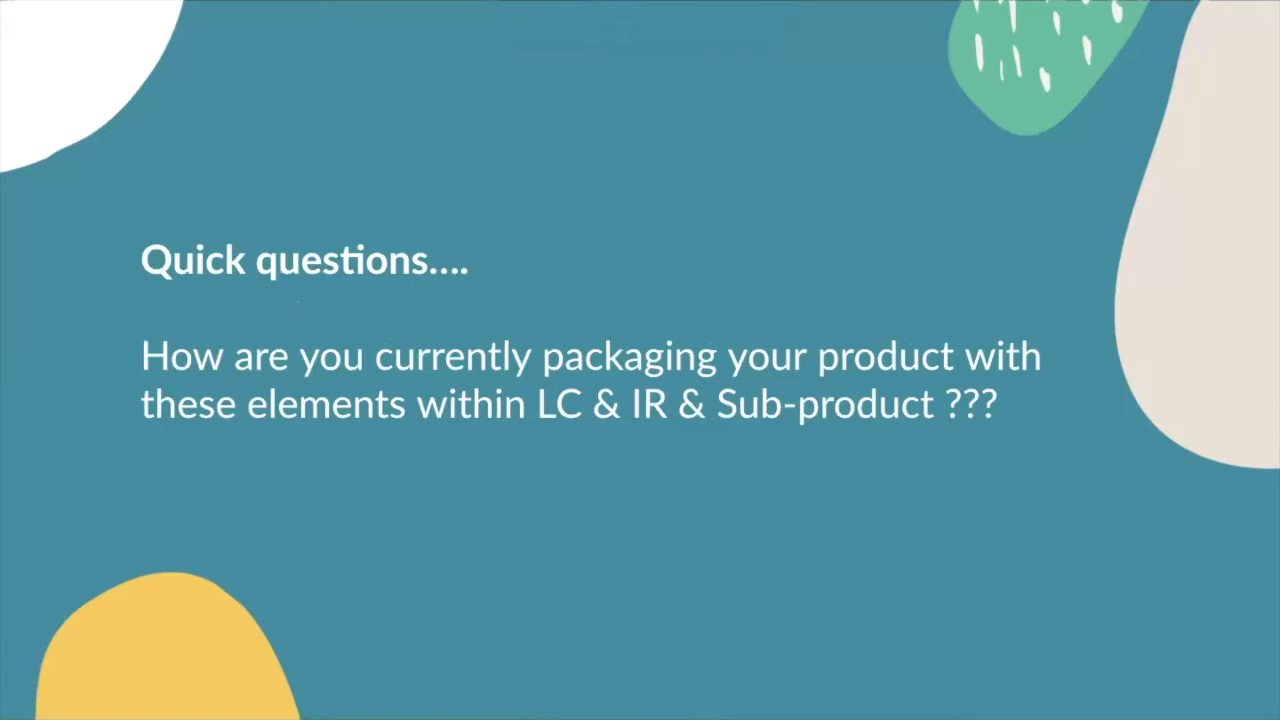 Quick questions....
How are you currently packaging your product with
these elements within LC & IR & Sub-product ???